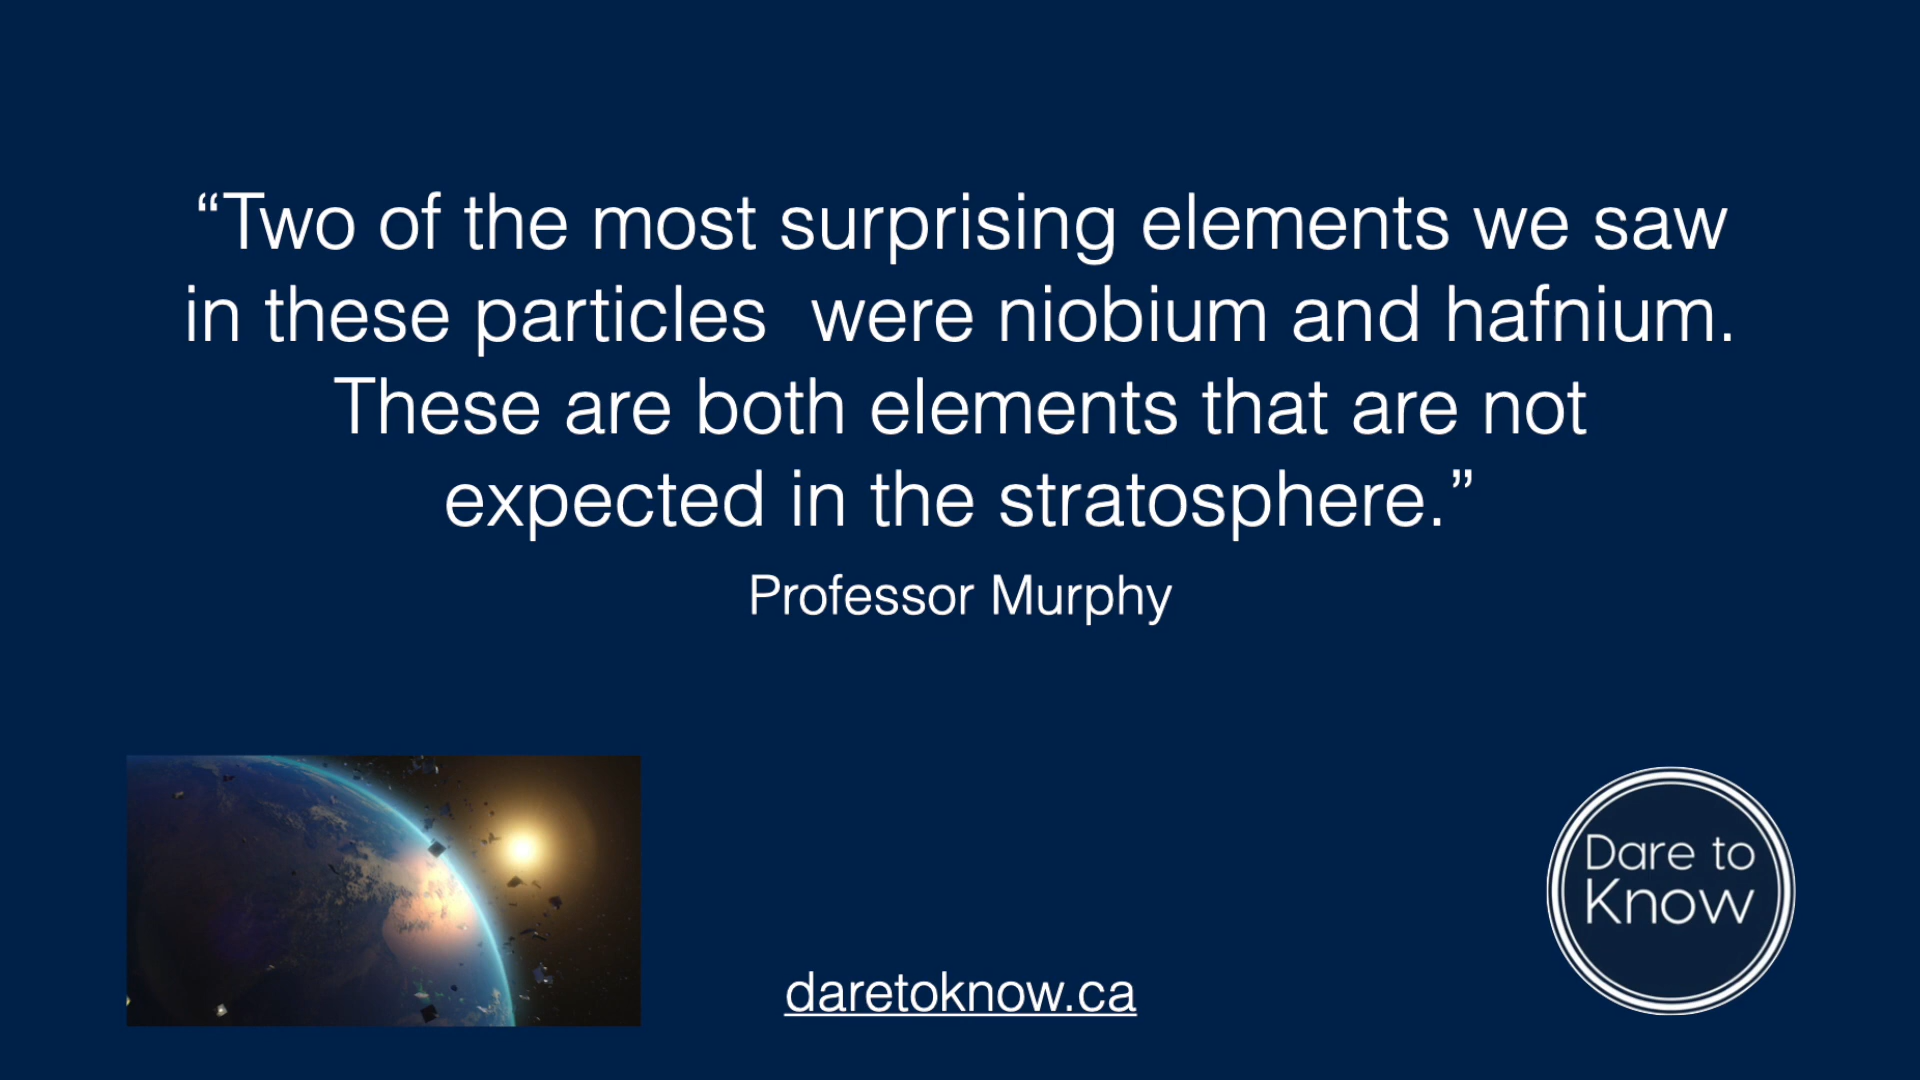 “Two of the most surprising elements we saw
in these particles  were niobium and hafnium.
These are both elements that are not
expected in the stratosphere.”
Professor Murphy
Dare to
Know
daretoknow.ca